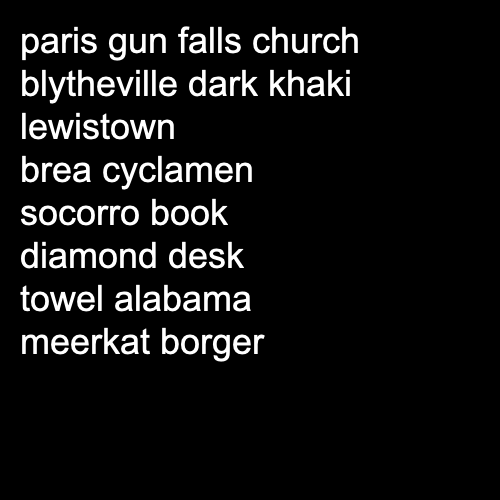 paris gun falls church
blytheville dark khaki
lewistown
brea cyclamen
socorro book
diamond desk
towel alabama
meerkat borger